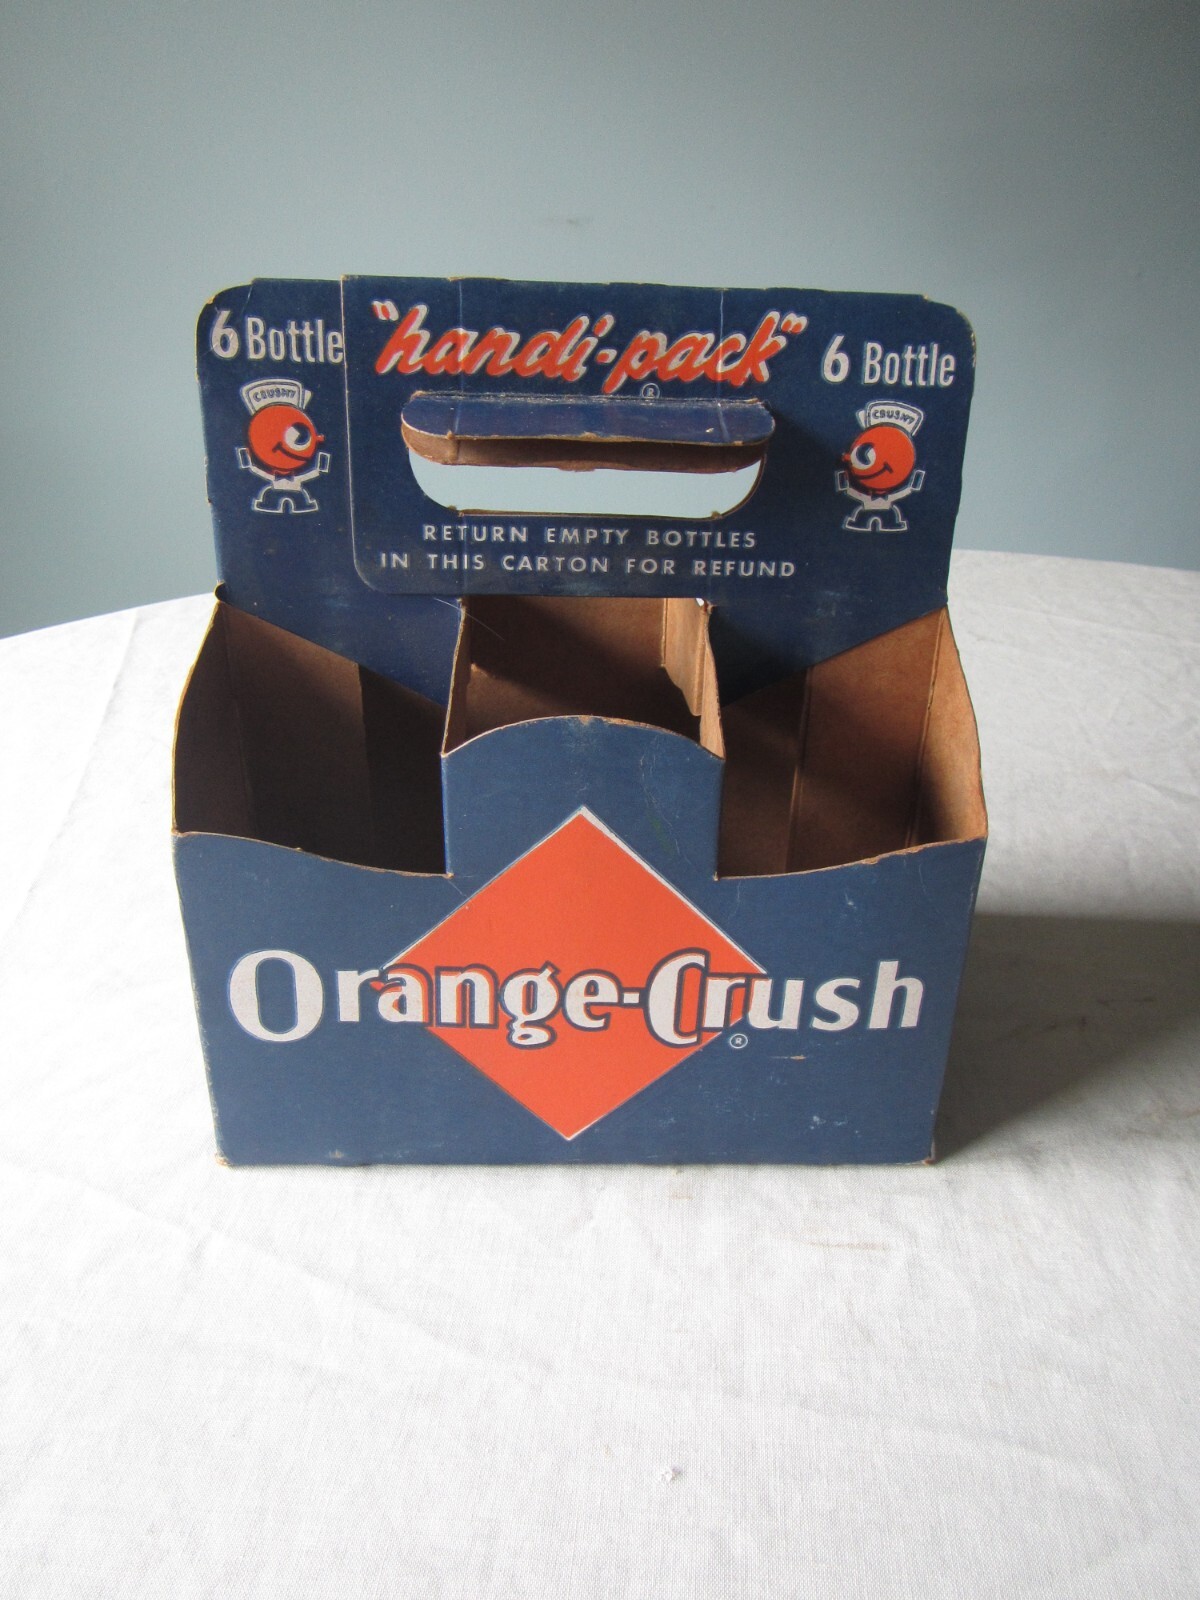 6 Bottle
"handi-pack"
®
6 Bottle
CRUSHY
CRUSHY
RETURN EMPTY BOTTLES
IN THIS CARTON FOR REFUND
Orange-Crush
®